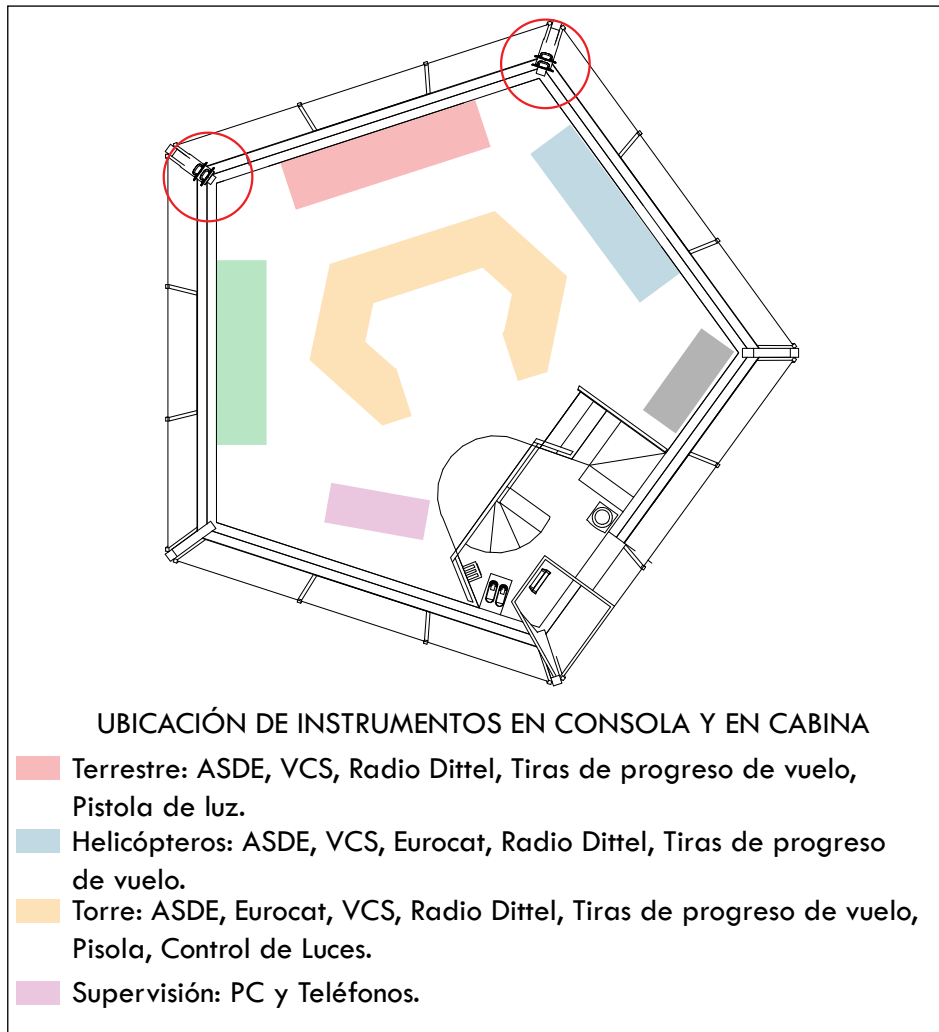 UBICACIÓN DE INSTRUMENTOS EN CONSOLA Y EN CABINA
Terrestre: ASDE, VCS, Radio Dittel, Tiras de progreso de vuelo,
Pistola de luz.
Helicópteros: ASDE, VCS, Eurocat, Radio Dittel, Tiras de progreso
de vuelo.
Torre: ASDE, Eurocat, VCS, Radio Dittel, Tiras de progreso de vuelo,
Pisola, Control de Luces.
Supervisión: PC y Teléfonos.